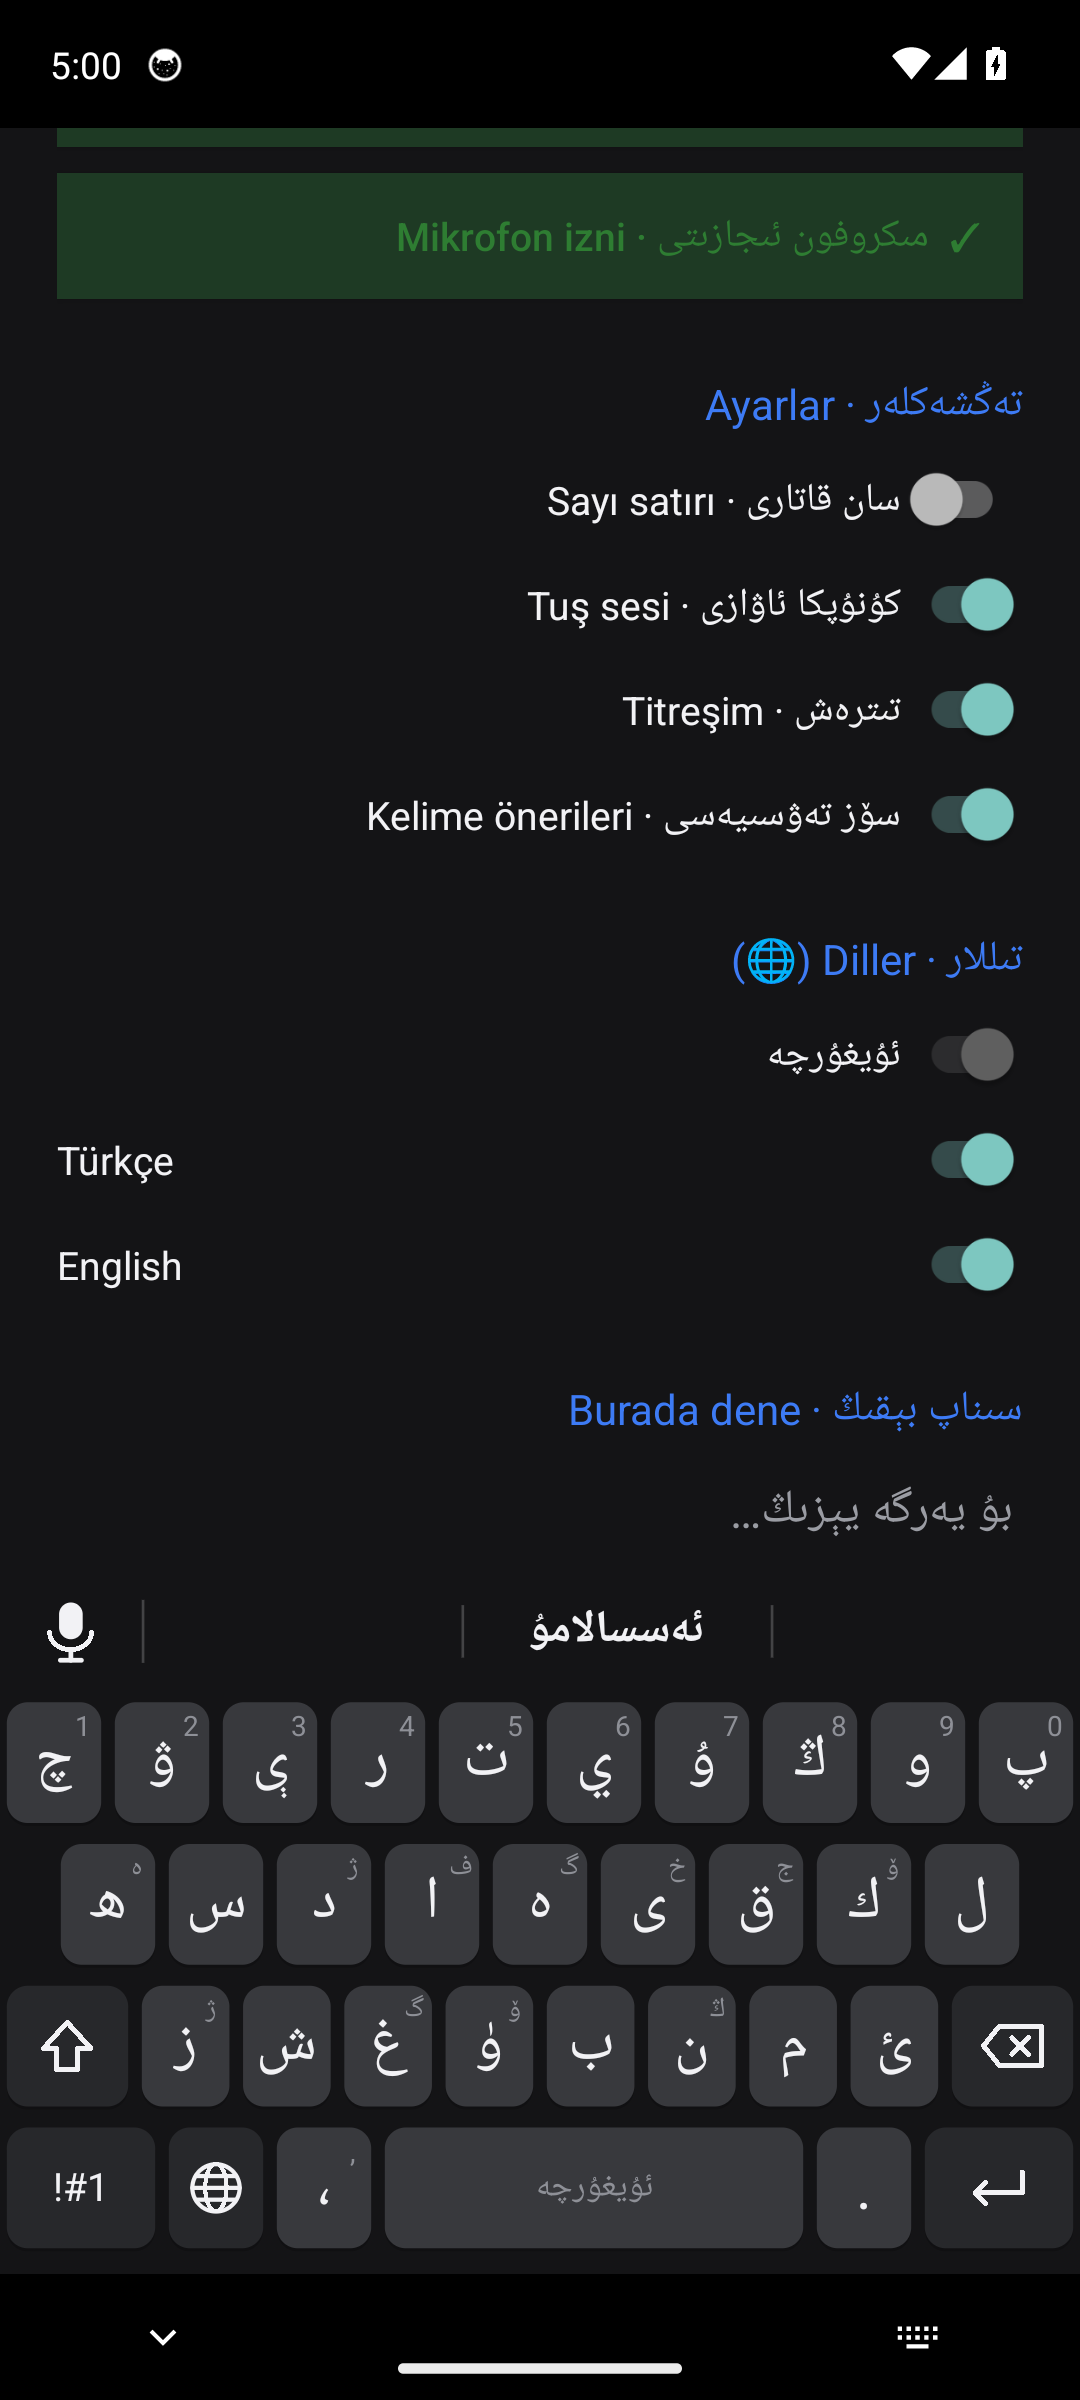 5:00
✓ مىكروفون ئىجازىتى · Mikrofon izni
تەڭشەكلەر · Ayarlar
سان قاتارى · Sayı satırı
كۇنۇپكا ئاۋازى · Tuş sesi
تىترەش · Titreşim
سۆز تەۋسىيەسى · Kelime önerileri
تىللار · Diller (🌐)
ئۇيغۇرچە
Türkçe
English
سىناپ بېقىڭ · Burada dene
بۇ يەرگە يېزىڭ...
ئەسسالامۇ
1 2 3 4 5 6 7 8 9 0
چ ۋ ې ر ت ي ۇ ڭ و پ
ە ژ ف گ خ ج ۆ
ھ س د ا ە ى ق ك ل
ژ گ ۆ ڭ
ز ش غ ۈ ب ن م ئ
!#1 ، ئۇيغۇرچە .